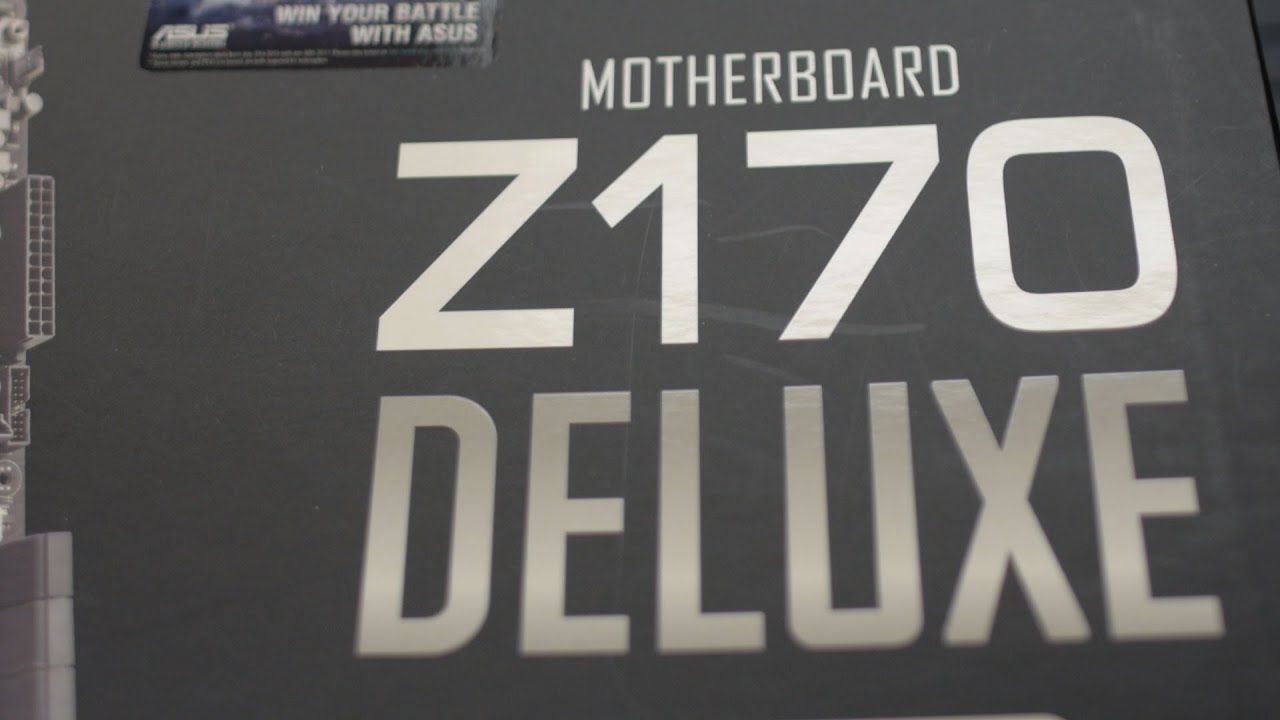 WIN YOUR BATTLE
WITH ASUS
ASUS
MOTHERBOARD
Z170
DELUXE